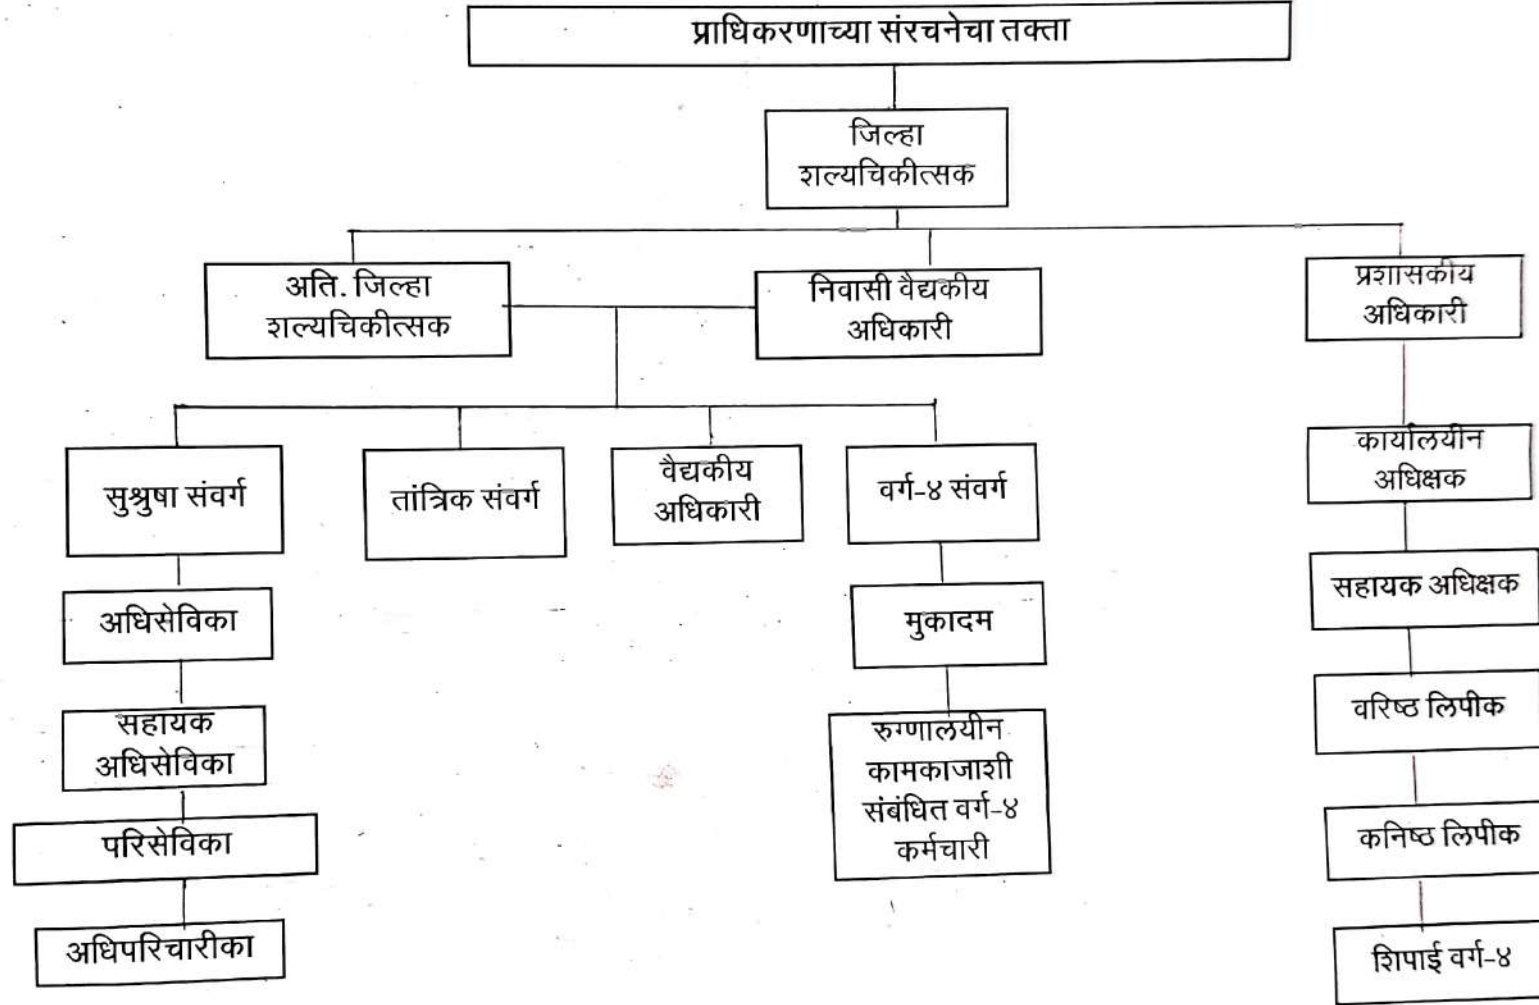 प्राधिकरणाच्या संरचनेचा तक्ता
जिल्हा
शल्यचिकीत्सक
अति. जिल्हा
शल्यचिकीत्सक
निवासी वैद्यकीय
अधिकारी
प्रशासकीय
अधिकारी
सुश्रुषा संवर्ग
तांत्रिक संवर्ग
वैद्यकीय
अधिकारी
वर्ग-४ संवर्ग
कार्यालयीन
अधिक्षक
अधिसेविका
मुकादम
सहायक अधिक्षक
सहायक
अधिसेविका
रुग्णालयीन
कामकाजाशी
संबंधित वर्ग-४
कर्मचारी
वरिष्ठ लिपीक
परिसेविका
कनिष्ठ लिपीक
अधिपरिचारीका
शिपाई वर्ग-४